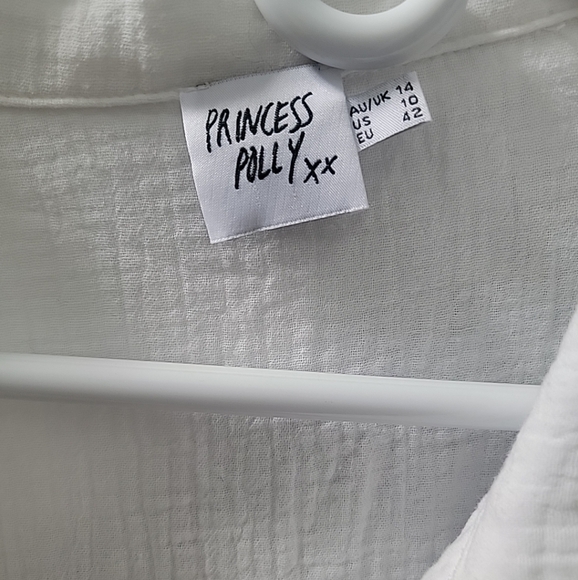 PRINCESS
POLLY xx
AU/UK 14
US 10
EU 42